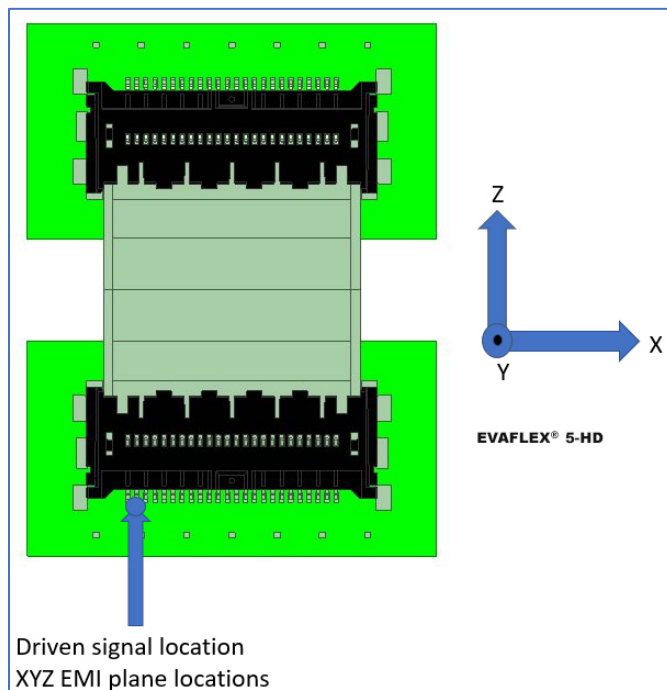 Z
X
Y
EVAFLEX® 5-HD
Driven signal location
XYZ EMI plane locations